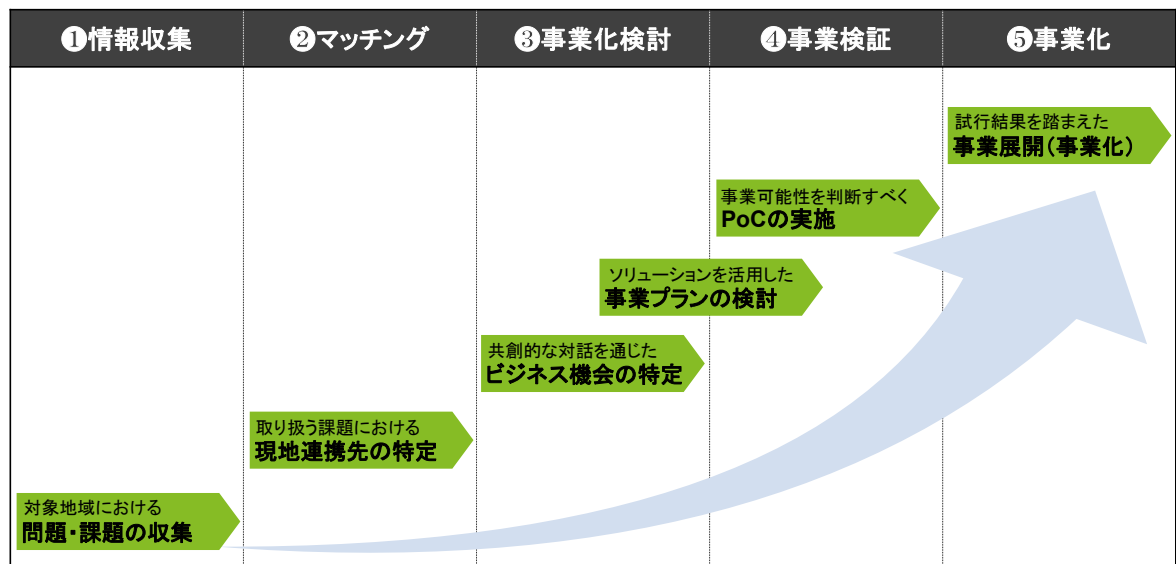 ❶情報収集
❷マッチング
❸事業化検討
❹事業検証
❺事業化
試行結果を踏まえた
事業展開(事業化)
事業可能性を判断すべく
PoCの実施
ソリューションを活用した
事業プランの検討
共創的な対話を通じた
ビジネス機会の特定
取り扱う課題における
現地連携先の特定
対象地域における
問題・課題の収集